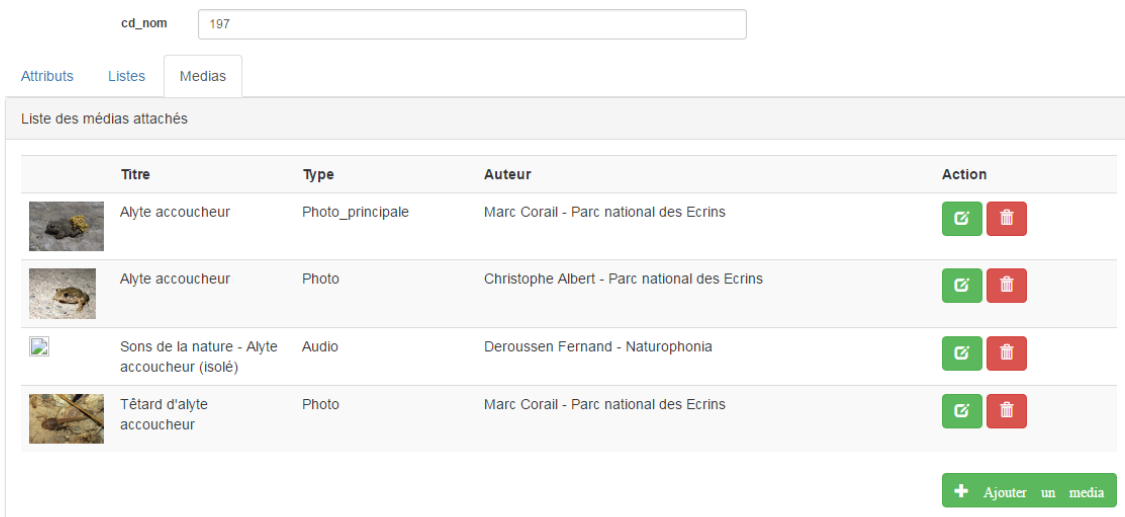 cd_nom 197
Attributs Listes Medias
Liste des médias attachés
Titre Type Auteur Action
Alyte accoucheur Photo_principale Marc Corail - Parc national des Ecrins
Alyte accoucheur Photo Christophe Albert - Parc national des Ecrins
Sons de la nature - Alyte Audio Deroussen Fernand - Naturophonia
accoucheur (isolé)
Têtard d'alyte Photo Marc Corail - Parc national des Ecrins
accoucheur
Ajouter un media